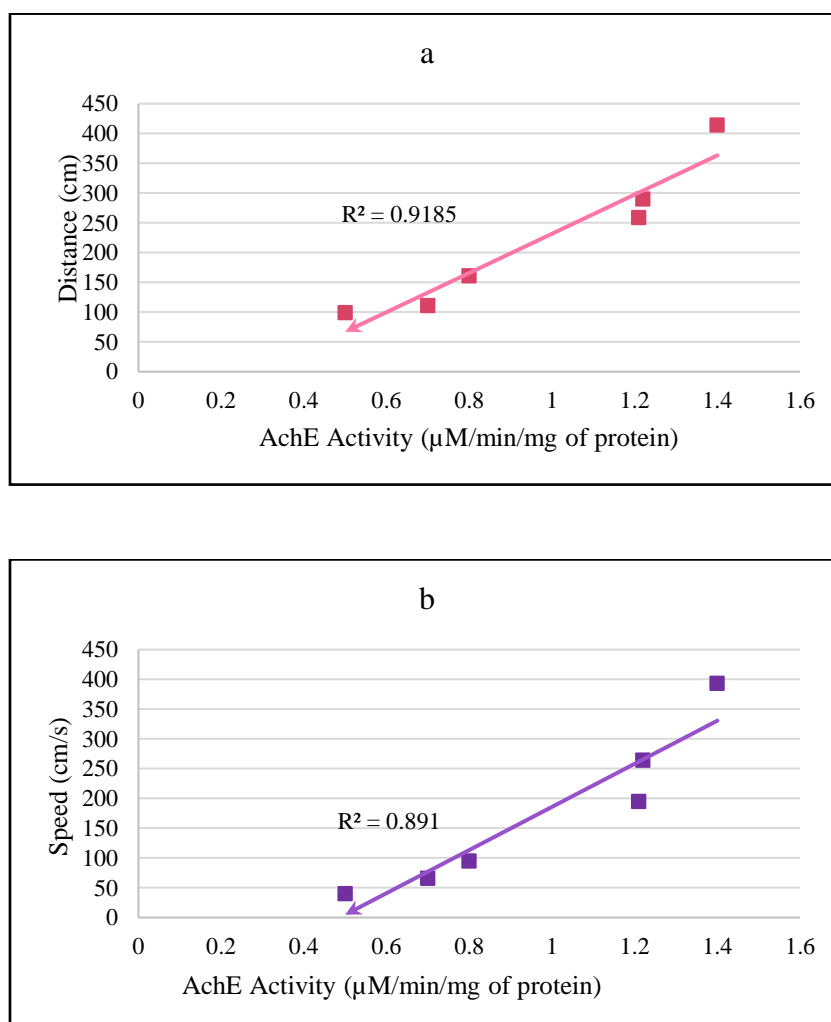 a
450
400
350
300
250
200
150
100
50
0
Distance (cm)
R² = 0.9185
0 0.2 0.4 0.6 0.8 1 1.2 1.4 1.6
AchE Activity (µM/min/mg of protein)
b
450
400
350
300
250
200
150
100
50
0
Speed (cm/s)
R² = 0.891
0 0.2 0.4 0.6 0.8 1 1.2 1.4 1.6
AchE Activity (µM/min/mg of protein)